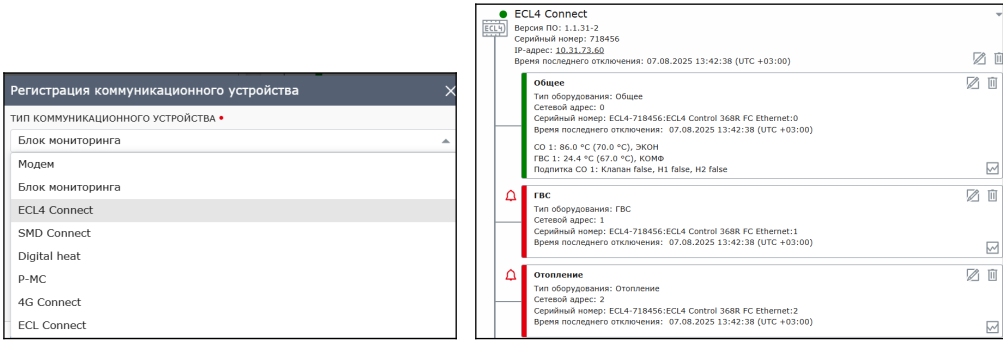 Регистрация коммуникационного устройства
ТИП КОММУНИКАЦИОННОГО УСТРОЙСТВА
Блок мониторинга
Модем
Блок мониторинга
ECL4 Connect
SMD Connect
Digital heat
Р-МС
4G Connect
ECL Connect
ECL4 Connect
ECL4
Версия ПО: 1.1.31-2
Серийный номер: 718456
IP-адрес: 10.31.73.60
Время последнего отключения: 07.08.2025 13:42:38 (UTC +03:00)
Общее
Тип оборудования: Общее
Сетевой адрес: 0
Серийный номер: ECL4-718456:ECL4 Control 368R FC Ethernet:0
Время последнего отключения: 07.08.2025 13:42:38 (UTC +03:00)
СО 1: 86.0 °C (70.0 °C), ЭКОН
ГВС 1: 24.4 °C (67.0 °C), КОМФ
Подпитка СО 1: Клапан false, Н1 false, Н2 false
ГВС
Тип оборудования: ГВС
Сетевой адрес: 1
Серийный номер: ECL4-718456:ECL4 Control 368R FC Ethernet:1
Время последнего отключения: 07.08.2025 13:42:38 (UTC +03:00)
Отопление
Тип оборудования: Отопление
Сетевой адрес: 2
Серийный номер: ECL4-718456:ECL4 Control 368R FC Ethernet:2
Время последнего отключения: 07.08.2025 13:42:38 (UTC +03:00)